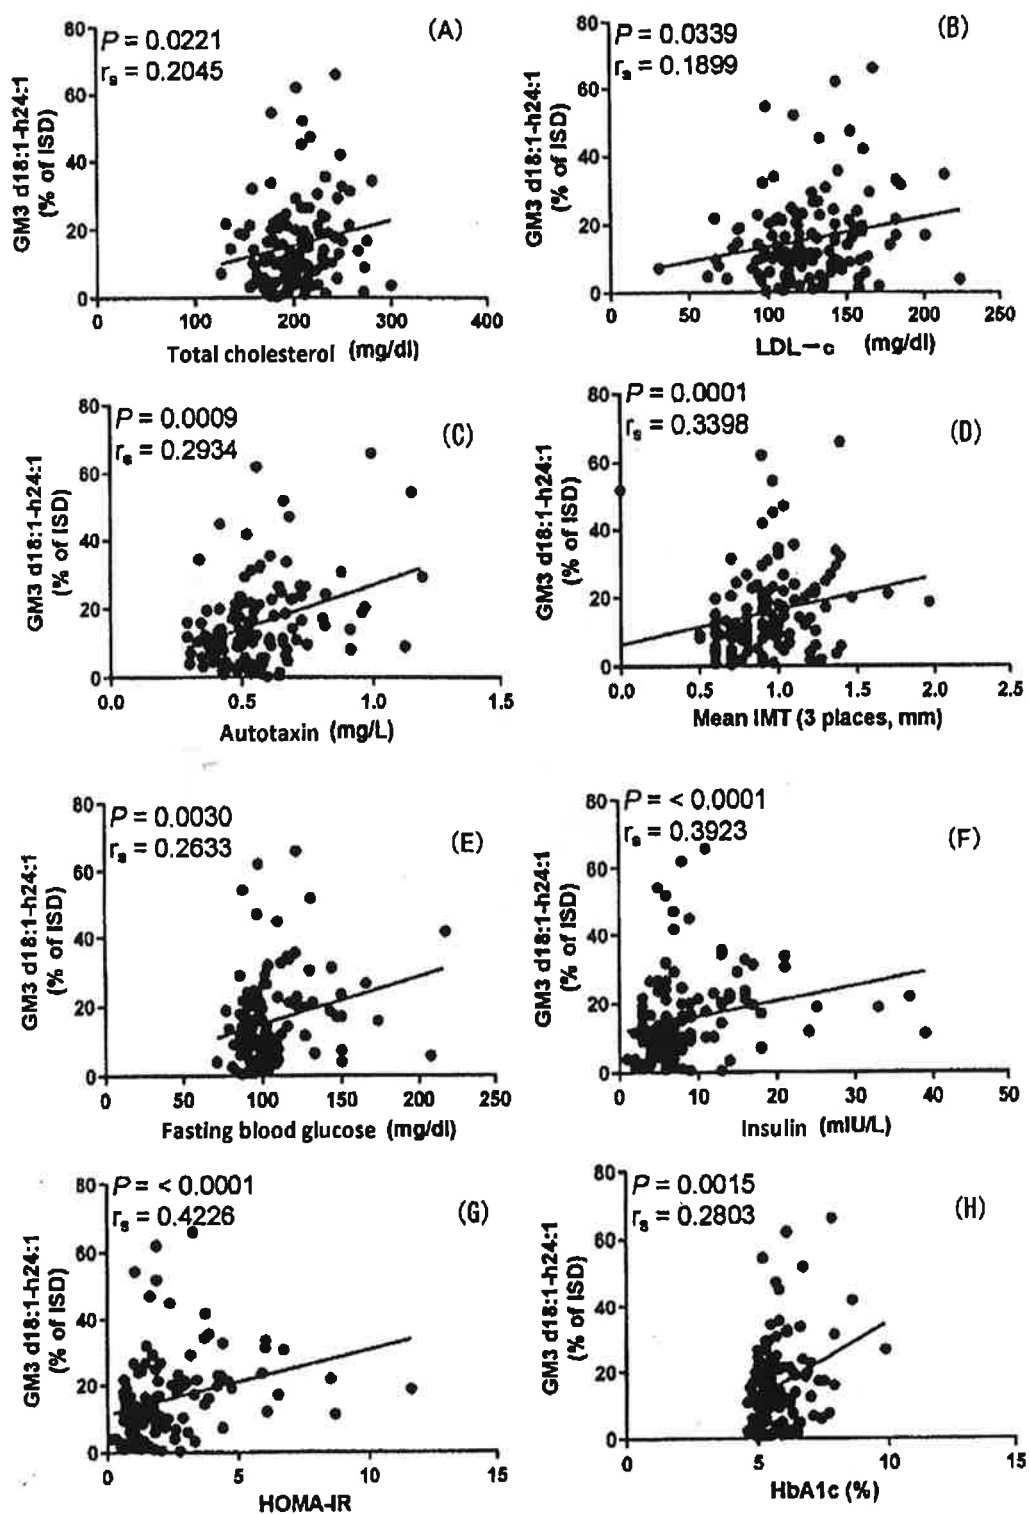 (A)
P = 0.0221
rs = 0.2045
GM3 d18:1-h24:1
(% of ISD)
80
60
40
20
0
0 100 200 300 400
Total cholesterol (mg/dl)
(B)
P = 0.0339
rs = 0.1899
GM3 d18:1-h24:1
(% of ISD)
80
60
40
20
0
0 50 100 150 200 250
LDL-c (mg/dl)
(C)
P = 0.0009
rs = 0.2934
GM3 d18:1-h24:1
(% of ISD)
80
60
40
20
0
0.0 0.5 1.0 1.5
Autotaxin (mg/L)
(D)
P = 0.0001
rs = 0.3398
GM3 d18:1-h24:1
(% of ISD)
80
60
40
20
0
0.0 0.5 1.0 1.5 2.0 2.5
Mean IMT (3 places, mm)
(E)
P = 0.0030
rs = 0.2633
GM3 d18:1-h24:1
(% of ISD)
80
60
40
20
0
0 50 100 150 200 250
Fasting blood glucose (mg/dl)
(F)
P = < 0.0001
rs = 0.3923
GM3 d18:1-h24:1
(% of ISD)
80
60
40
20
0
0 10 20 30 40 50
Insulin (mIU/L)
(G)
P = < 0.0001
rs = 0.4226
GM3 d18:1-h24:1
(% of ISD)
80
60
40
20
0
0 5 10 15
HOMA-IR
(H)
P = 0.0015
rs = 0.2803
GM3 d18:1-h24:1
(% of ISD)
80
60
40
20
0
0 5 10 15
HbA1c (%)